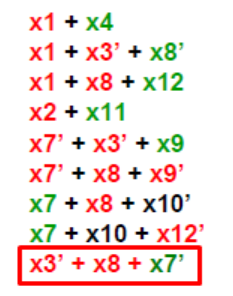 x1 + x4
x1 + x3’ + x8’
x1 + x8 + x12
x2 + x11
x7’ + x3’ + x9
x7’ + x8 + x9’
x7 + x8 + x10’
x7 + x10 + x12’
x3’ + x8 + x7’